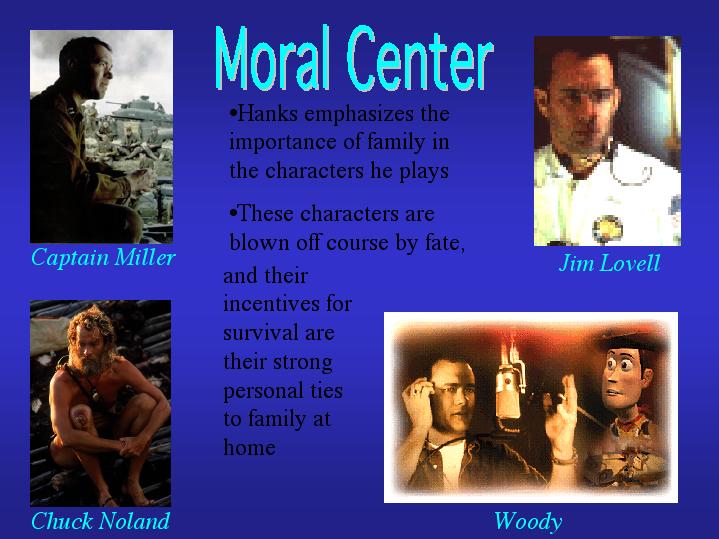 Moral Center
•Hanks emphasizes the
importance of family in
the characters he plays
•These characters are
blown off course by fate,
and their
incentives for
survival are
their strong
personal ties
to family at
home
Captain Miller
Jim Lovell
Chuck Noland
Woody